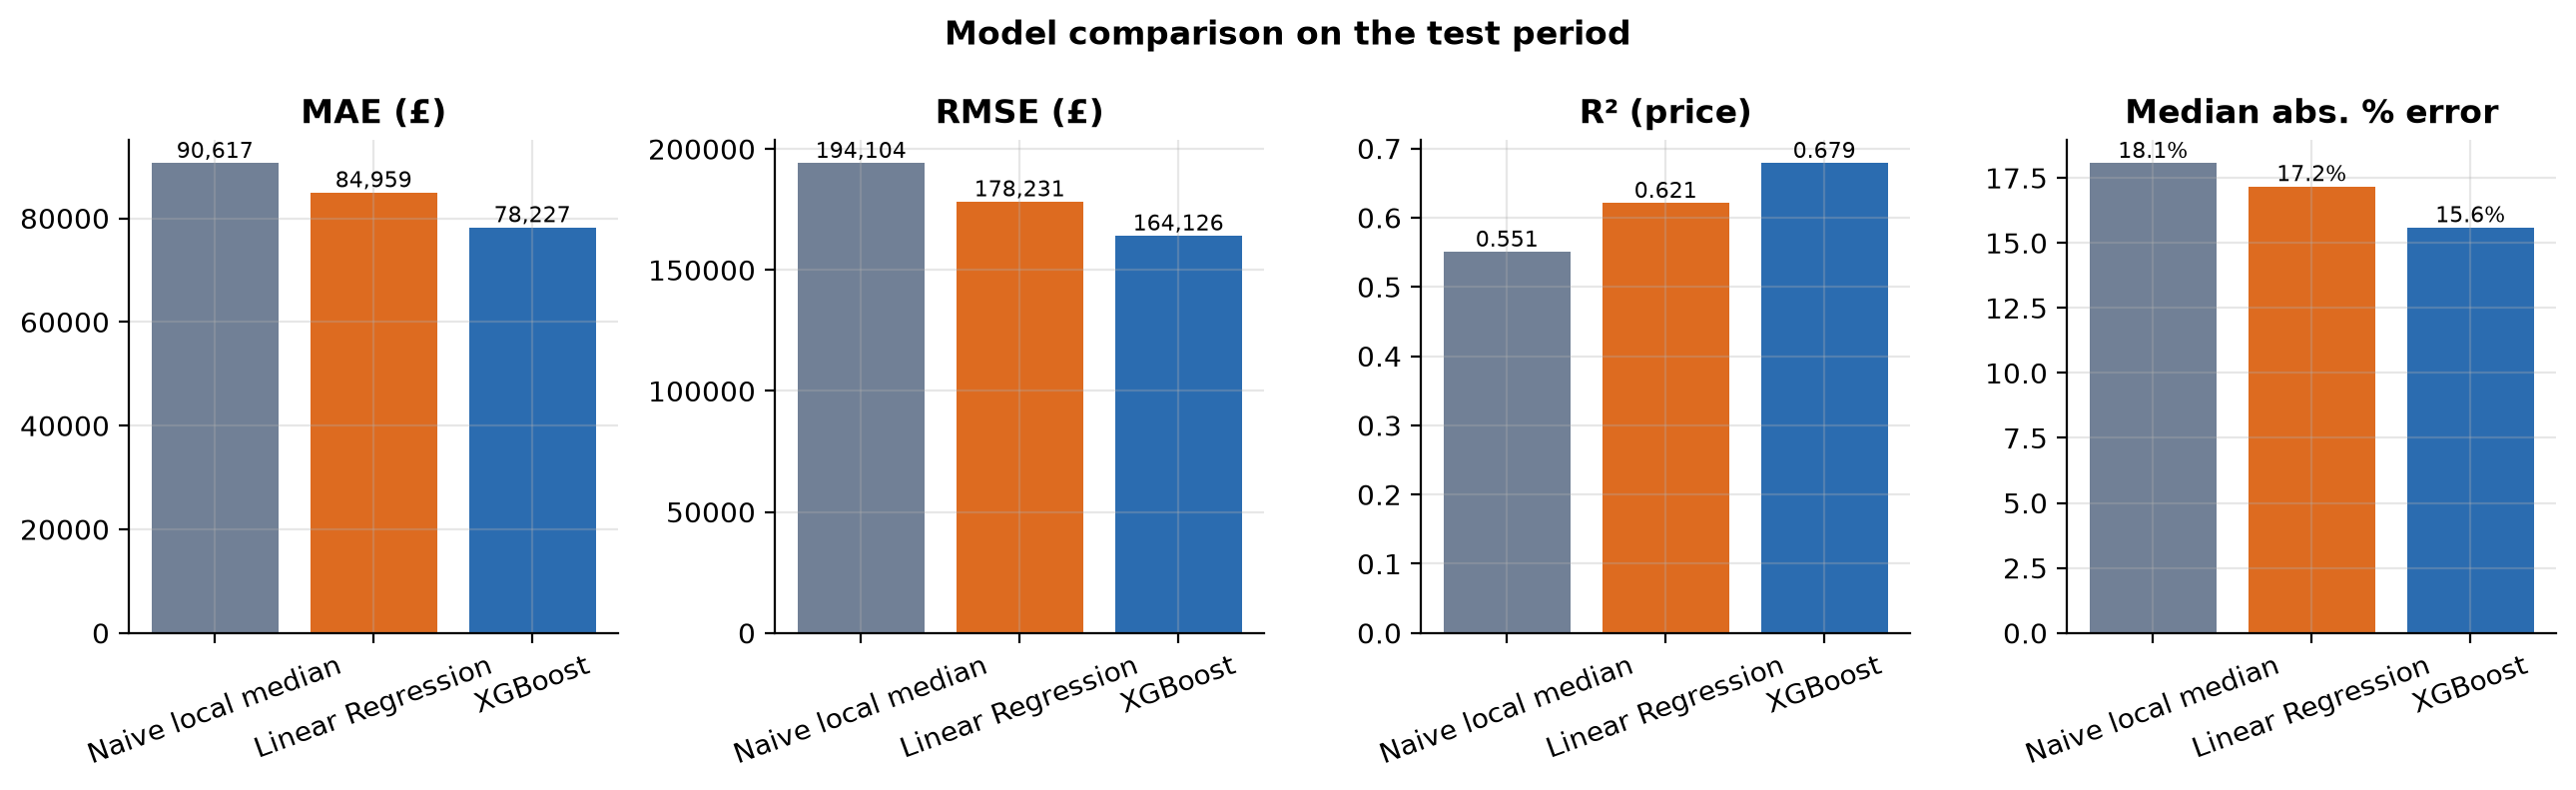 Model comparison on the test period
MAE (£)
90,617
84,959
78,227
80000
60000
40000
20000
0
Naive local median
Linear Regression
XGBoost
RMSE (£)
194,104
178,231
164,126
200000
150000
100000
50000
0
Naive local median
Linear Regression
XGBoost
R² (price)
0.551
0.621
0.679
0.7
0.6
0.5
0.4
0.3
0.2
0.1
0.0
Naive local median
Linear Regression
XGBoost
Median abs. % error
18.1%
17.2%
15.6%
17.5
15.0
12.5
10.0
7.5
5.0
2.5
0.0
Naive local median
Linear Regression
XGBoost